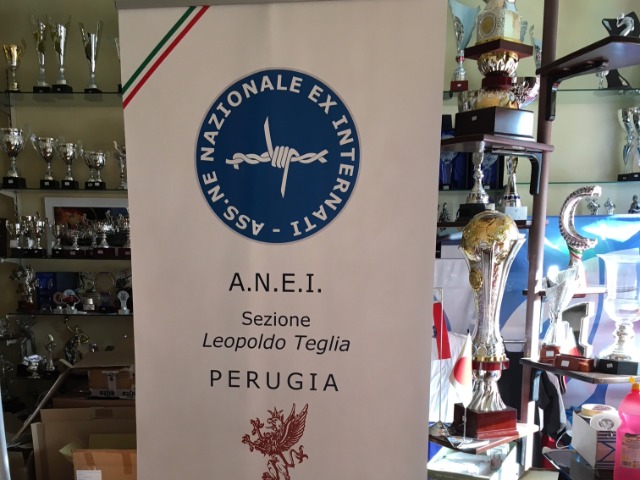 ASS.NE NAZIONALE EX INTERNATI -
A.N.E.I.
Sezione
Leopoldo Teglia
PERUGIA